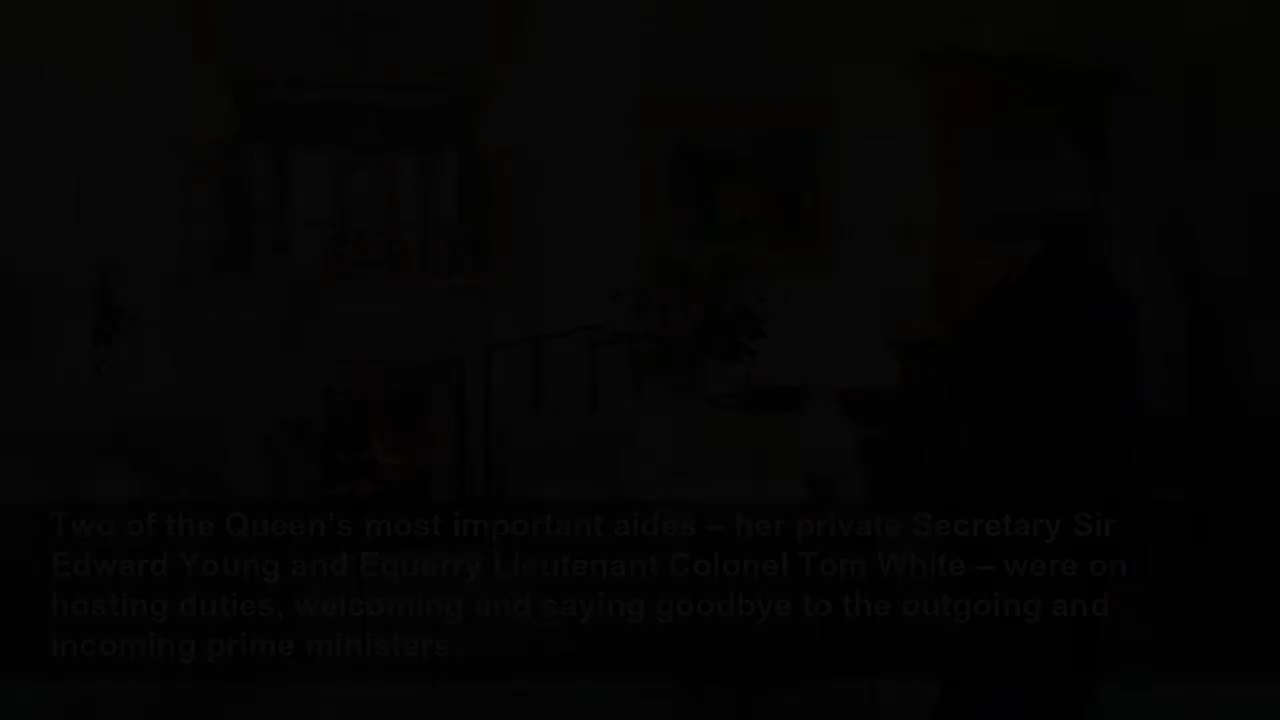 Two of the Queen's most important aides – her private Secretary Sir
Edward Young and Equerry Lieutenant Colonel Tom White – were on
hosting duties, welcoming and saying goodbye to the outgoing and
incoming prime ministers.